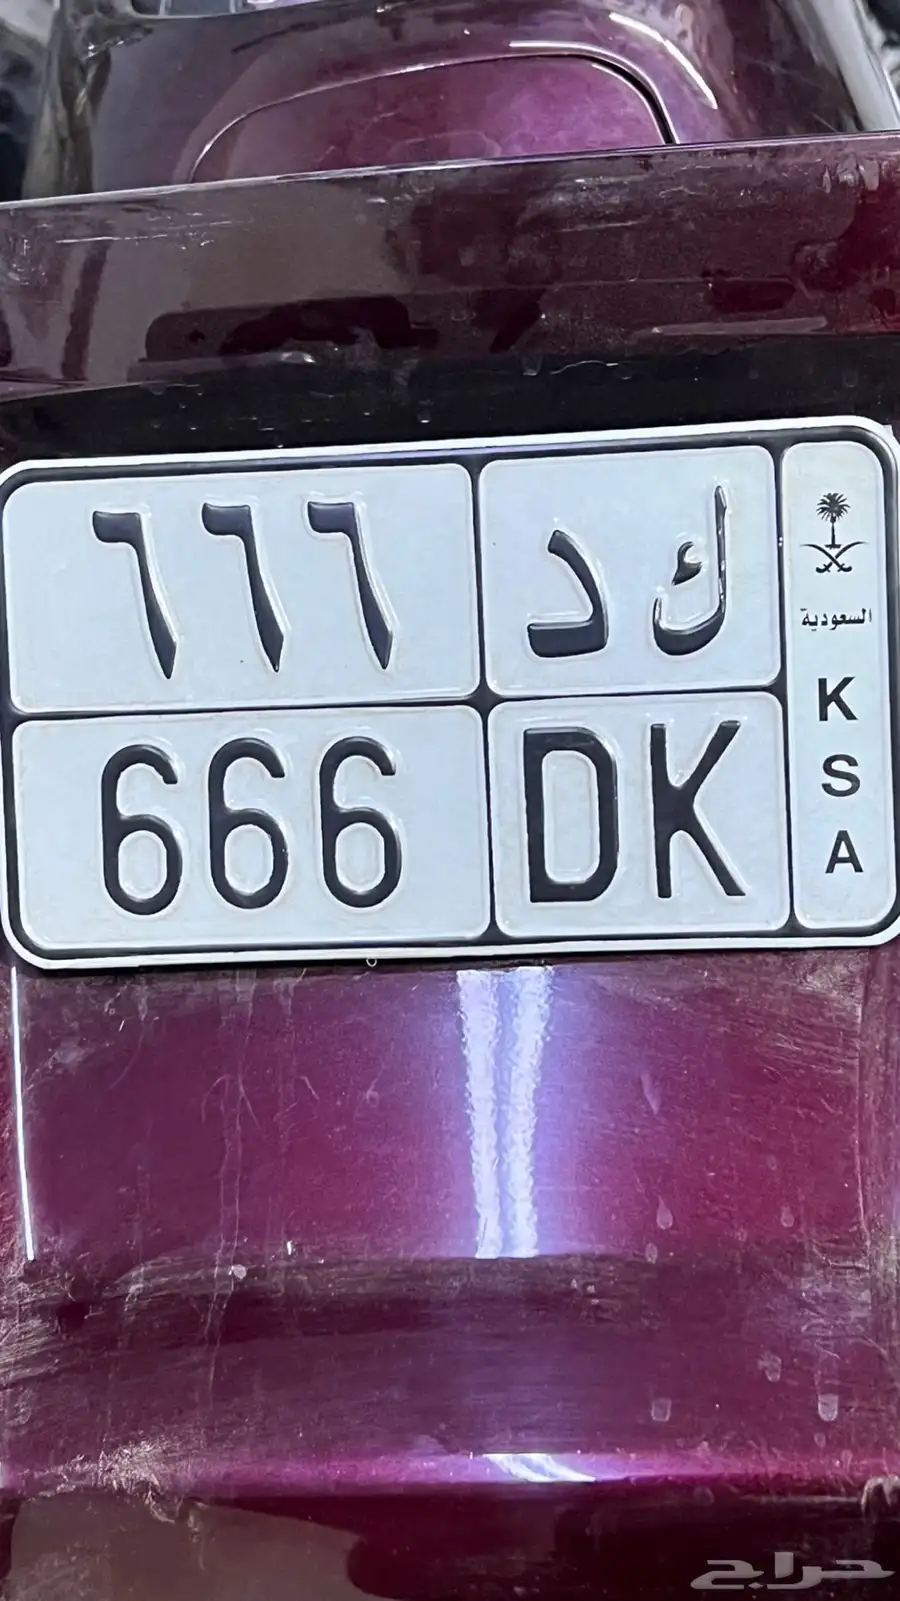 ٦٦٦ ك د
666 DK
السعودية
K
S
A
حراج